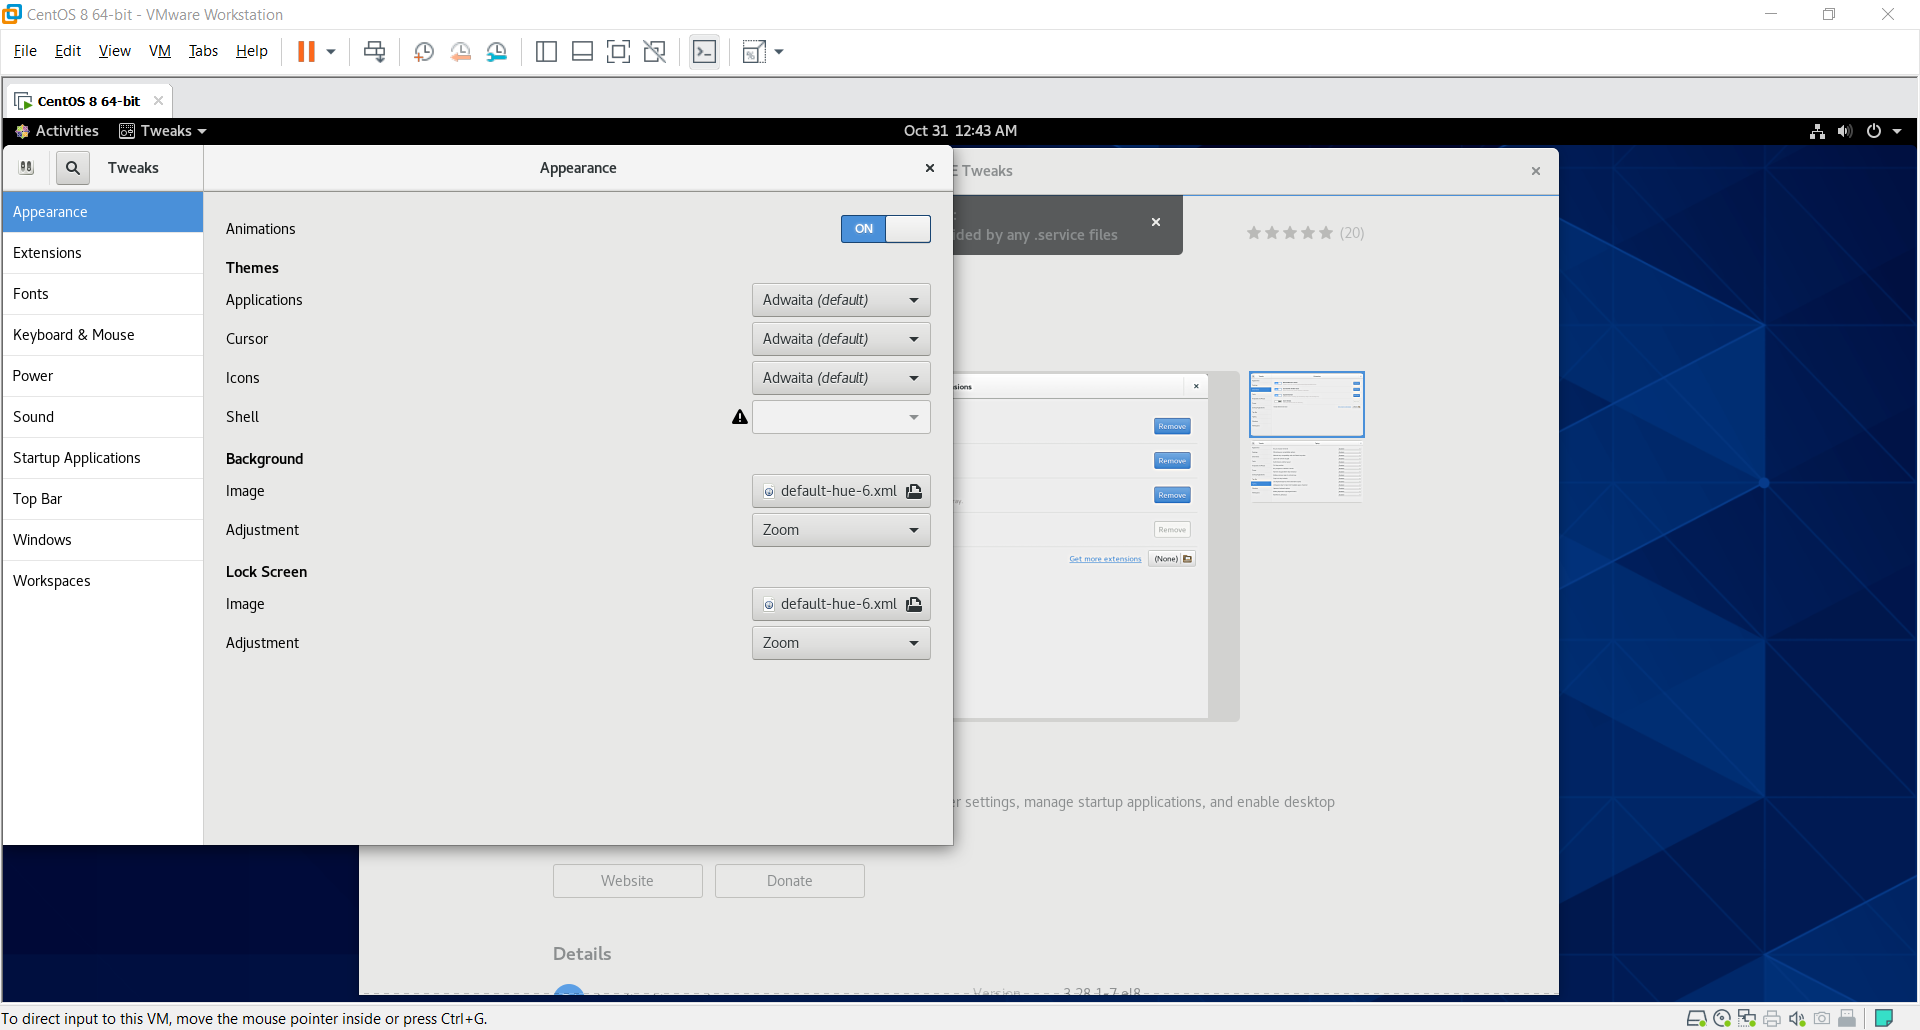 CentOS 8 64-bit - VMware Workstation
File Edit View VM Tabs Help
CentOS 8 64-bit
Activities Tweaks Oct 31 12:43 AM
Tweaks Appearance
E Tweaks
Appearance
Extensions
Fonts
Keyboard & Mouse
Power
Sound
Startup Applications
Top Bar
Windows
Workspaces
Animations ON
Themes
Applications Adwaita (default)
Cursor Adwaita (default)
Icons Adwaita (default)
Shell
Background
Image default-hue-6.xml
Adjustment Zoom
Lock Screen
Image default-hue-6.xml
Adjustment Zoom
ided by any .service files
(20)
sions
Remove
Remove
Remove
Remove
Get more extensions (None)
er settings, manage startup applications, and enable desktop
Website Donate
Details
Version 3.28.1-7.el8
To direct input to this VM, move the mouse pointer inside or press Ctrl+G.